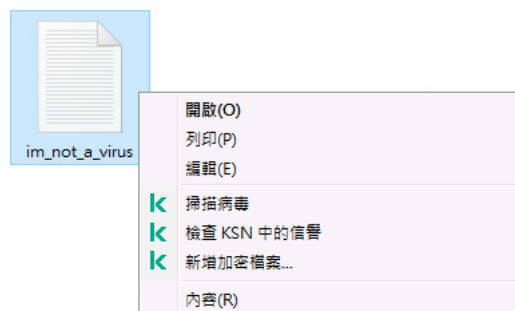 im_not_a_virus
開啟(O)
列印(P)
編輯(E)
掃描病毒
檢查 KSN 中的信譽
新增加密檔案...
內容(R)